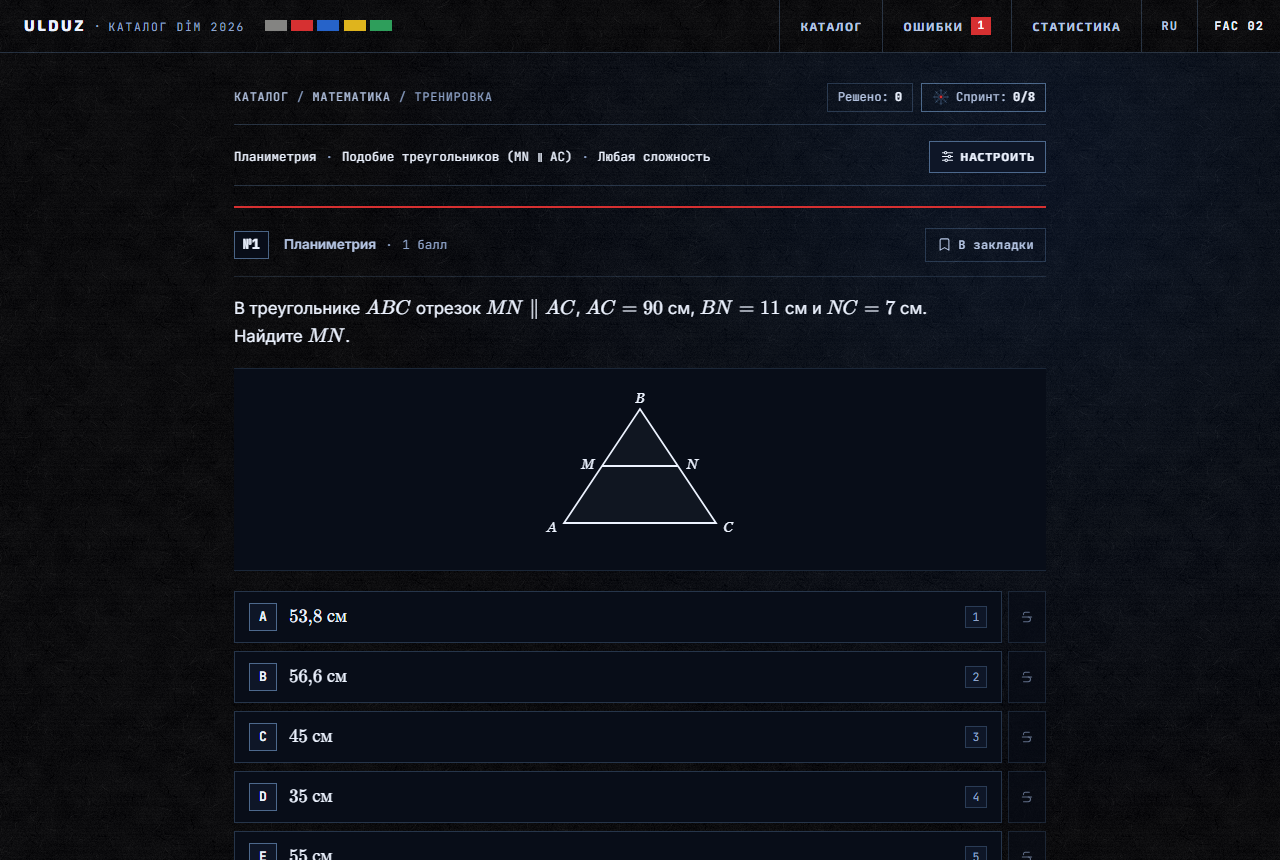 ULDUZ · КАТАЛОГ DİM 2026
КАТАЛОГ
ОШИБКИ 1
СТАТИСТИКА
RU
FAC 02
КАТАЛОГ / МАТЕМАТИКА / ТРЕНИРОВКА
Решено: 0
Спринт: 0/8
Планиметрия · Подобие треугольников (MN ∥ AC) · Любая сложность
НАСТРОИТЬ
№1 Планиметрия · 1 балл
В закладки
В треугольнике ABC отрезок MN ∥ AC, AC = 90 см, BN = 11 см и NC = 7 см.
Найдите MN.
B
M N
A C
A 53,8 см 1
B 56,6 см 2
C 45 см 3
D 35 см 4
E 55 см 5